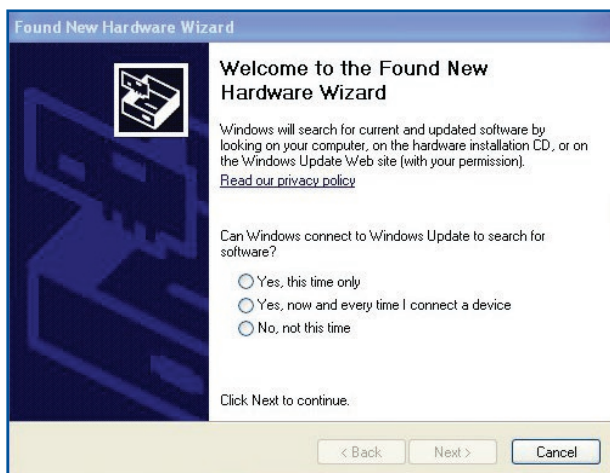 Found New Hardware Wizard
Welcome to the Found New
Hardware Wizard
Windows will search for current and updated software by
looking on your computer, on the hardware installation CD, or on
the Windows Update Web site (with your permission).
Read our privacy policy
Can Windows connect to Windows Update to search for
software?
Yes, this time only
Yes, now and every time I connect a device
No, not this time
Click Next to continue.
< Back Next > Cancel